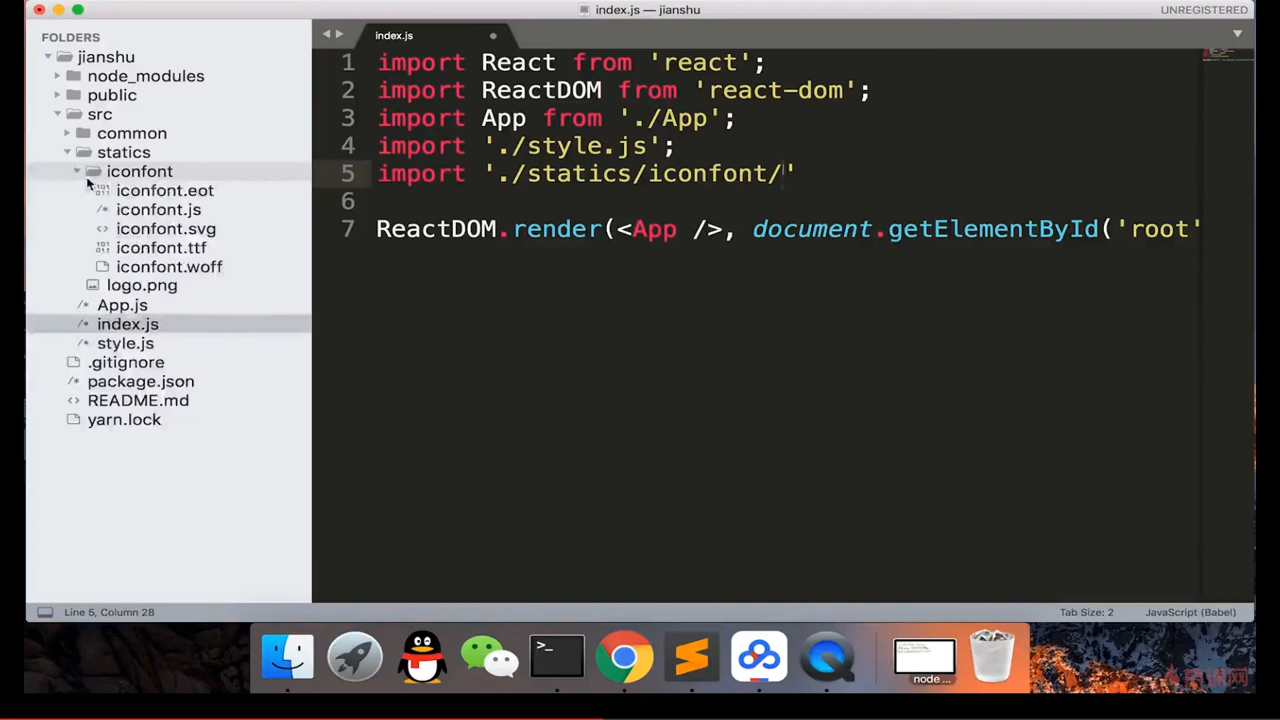 index.js — jianshu
UNREGISTERED
FOLDERS
jianshu
node_modules
public
src
common
statics
iconfont
iconfont.eot
iconfont.js
iconfont.svg
iconfont.ttf
iconfont.woff
logo.png
App.js
index.js
style.js
.gitignore
package.json
README.md
yarn.lock
index.js
1 import React from 'react';
2 import ReactDOM from 'react-dom';
3 import App from './App';
4 import './style.js';
5 import './statics/iconfont/'
6
7 ReactDOM.render(<App />, document.getElementById('root'
Line 5, Column 28
Tab Size: 2
JavaScript (Babel)
>_
node ...